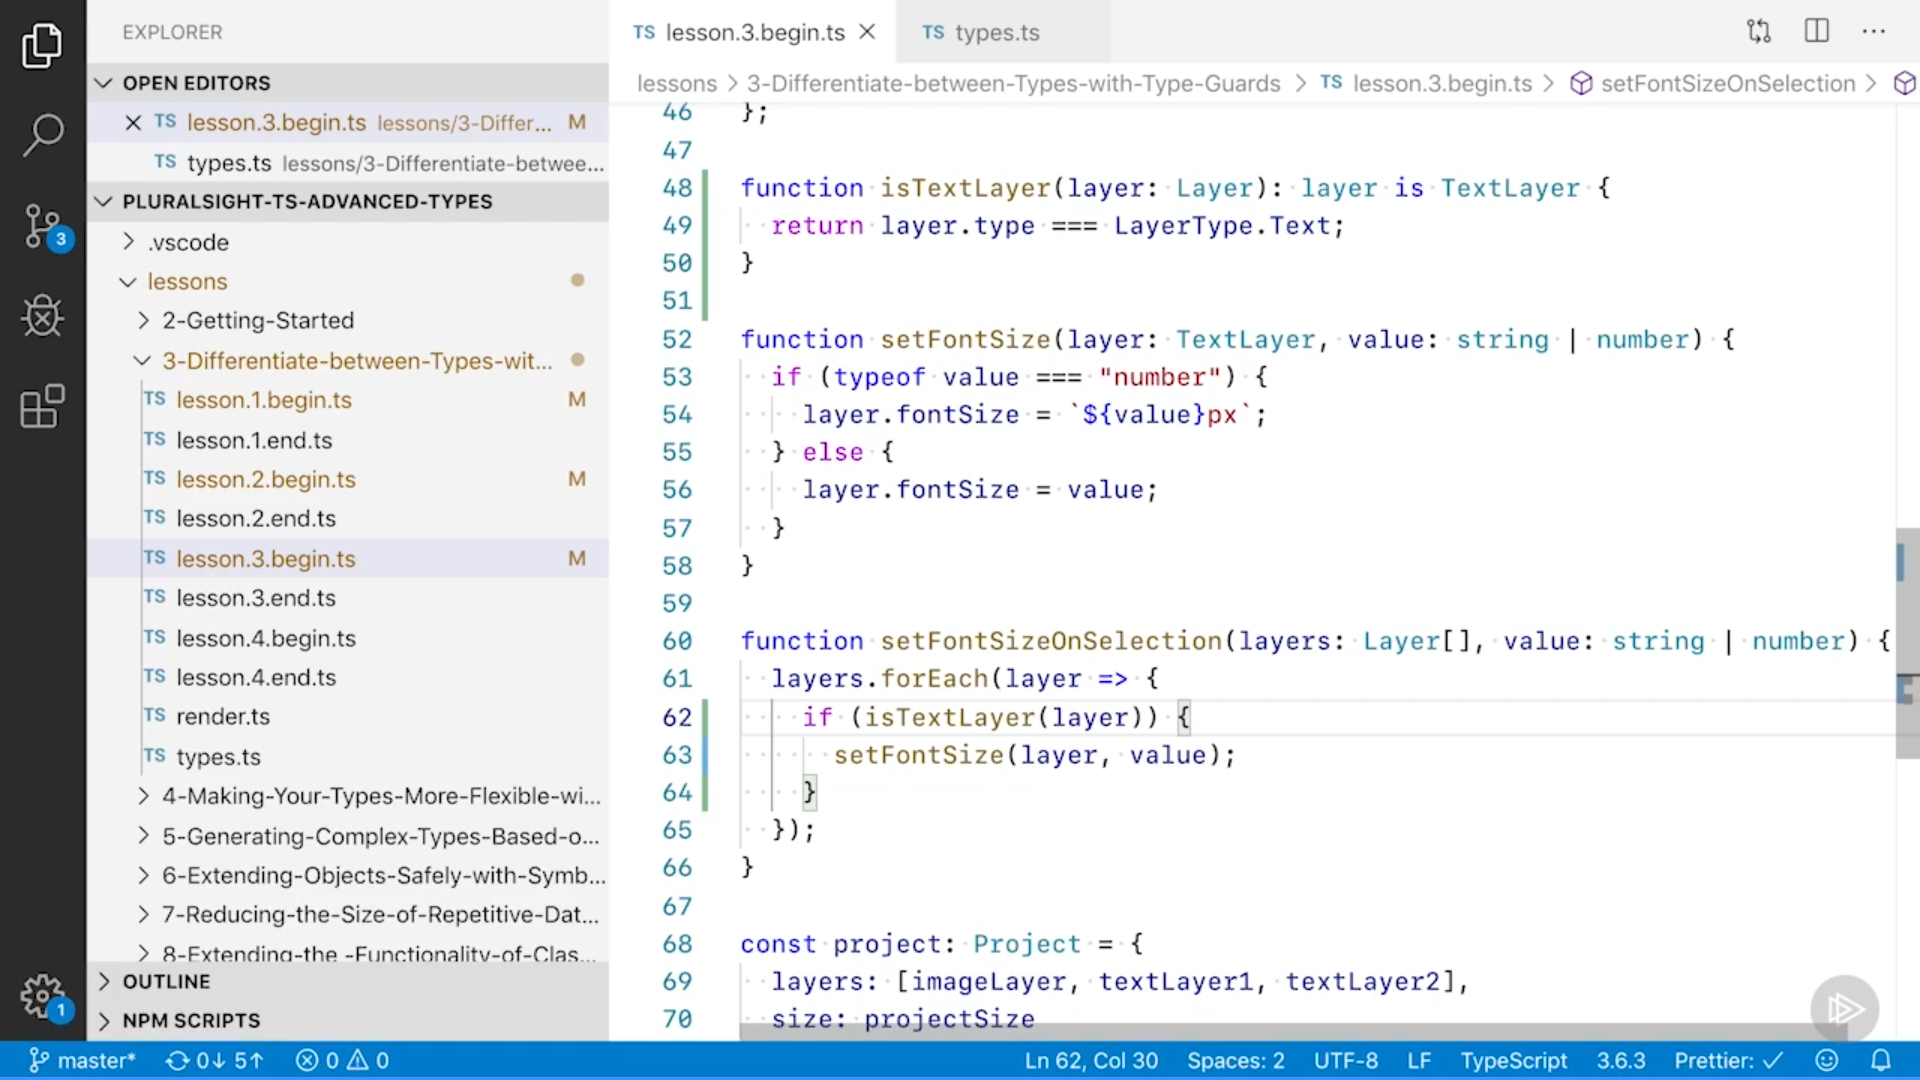 EXPLORER
OPEN EDITORS
TS lesson.3.begin.ts lessons/3-Differ... M
TS types.ts lessons/3-Differentiate-betwee...
PLURALSIGHT-TS-ADVANCED-TYPES
.vscode
lessons
2-Getting-Started
3-Differentiate-between-Types-wit...
TS lesson.1.begin.ts M
TS lesson.1.end.ts
TS lesson.2.begin.ts M
TS lesson.2.end.ts
TS lesson.3.begin.ts M
TS lesson.3.end.ts
TS lesson.4.begin.ts
TS lesson.4.end.ts
TS render.ts
TS types.ts
4-Making-Your-Types-More-Flexible-wi...
5-Generating-Complex-Types-Based-o...
6-Extending-Objects-Safely-with-Symb...
7-Reducing-the-Size-of-Repetitive-Dat...
8-Extending-the -Functionality-of-Clas...
OUTLINE
NPM SCRIPTS
3
1
TS lesson.3.begin.ts
TS types.ts
lessons > 3-Differentiate-between-Types-with-Type-Guards > TS lesson.3.begin.ts > setFontSizeOnSelection >
46 };
47
48 function isTextLayer(layer: Layer): layer is TextLayer {
49   return layer.type === LayerType.Text;
50 }
51
52 function setFontSize(layer: TextLayer, value: string | number) {
53   if (typeof value === "number") {
54     layer.fontSize = `${value}px`;
55   } else {
56     layer.fontSize = value;
57   }
58 }
59
60 function setFontSizeOnSelection(layers: Layer[], value: string | number) {
61   layers.forEach(layer => {
62     if (isTextLayer(layer)) {
63       setFontSize(layer, value);
64     }
65   });
66 }
67
68 const project: Project = {
69   layers: [imageLayer, textLayer1, textLayer2],
70   size: projectSize
master* 0↓ 5↑ 0 0 Ln 62, Col 30 Spaces: 2 UTF-8 LF TypeScript 3.6.3 Prettier: ✓